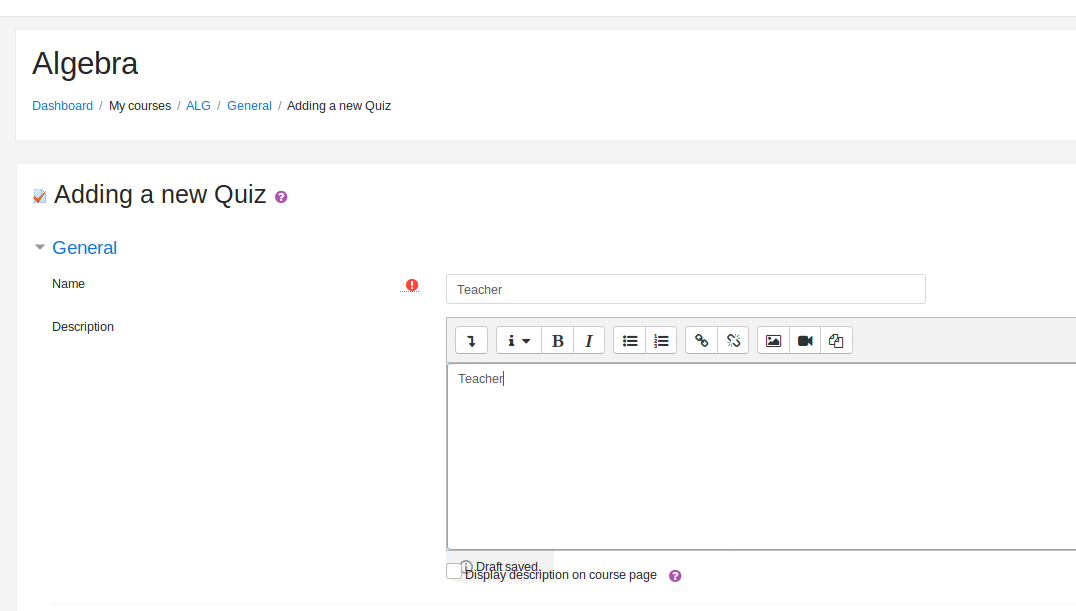 Algebra
Dashboard / My courses / ALG / General / Adding a new Quiz
Adding a new Quiz
General
Name
Teacher
Description
Teacher
Draft saved.
Display description on course page